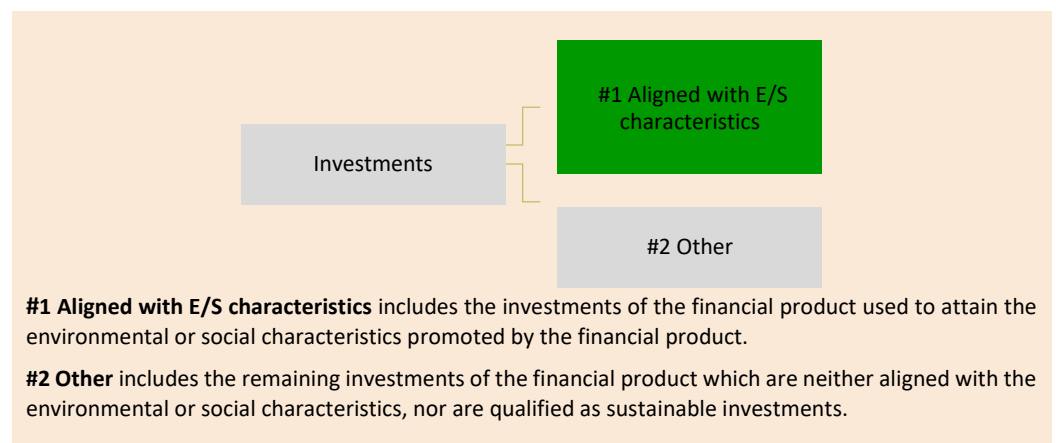 #1 Aligned with E/S
characteristics
Investments
#2 Other
#1 Aligned with E/S characteristics includes the investments of the financial product used to attain the
environmental or social characteristics promoted by the financial product.
#2 Other includes the remaining investments of the financial product which are neither aligned with the
environmental or social characteristics, nor are qualified as sustainable investments.